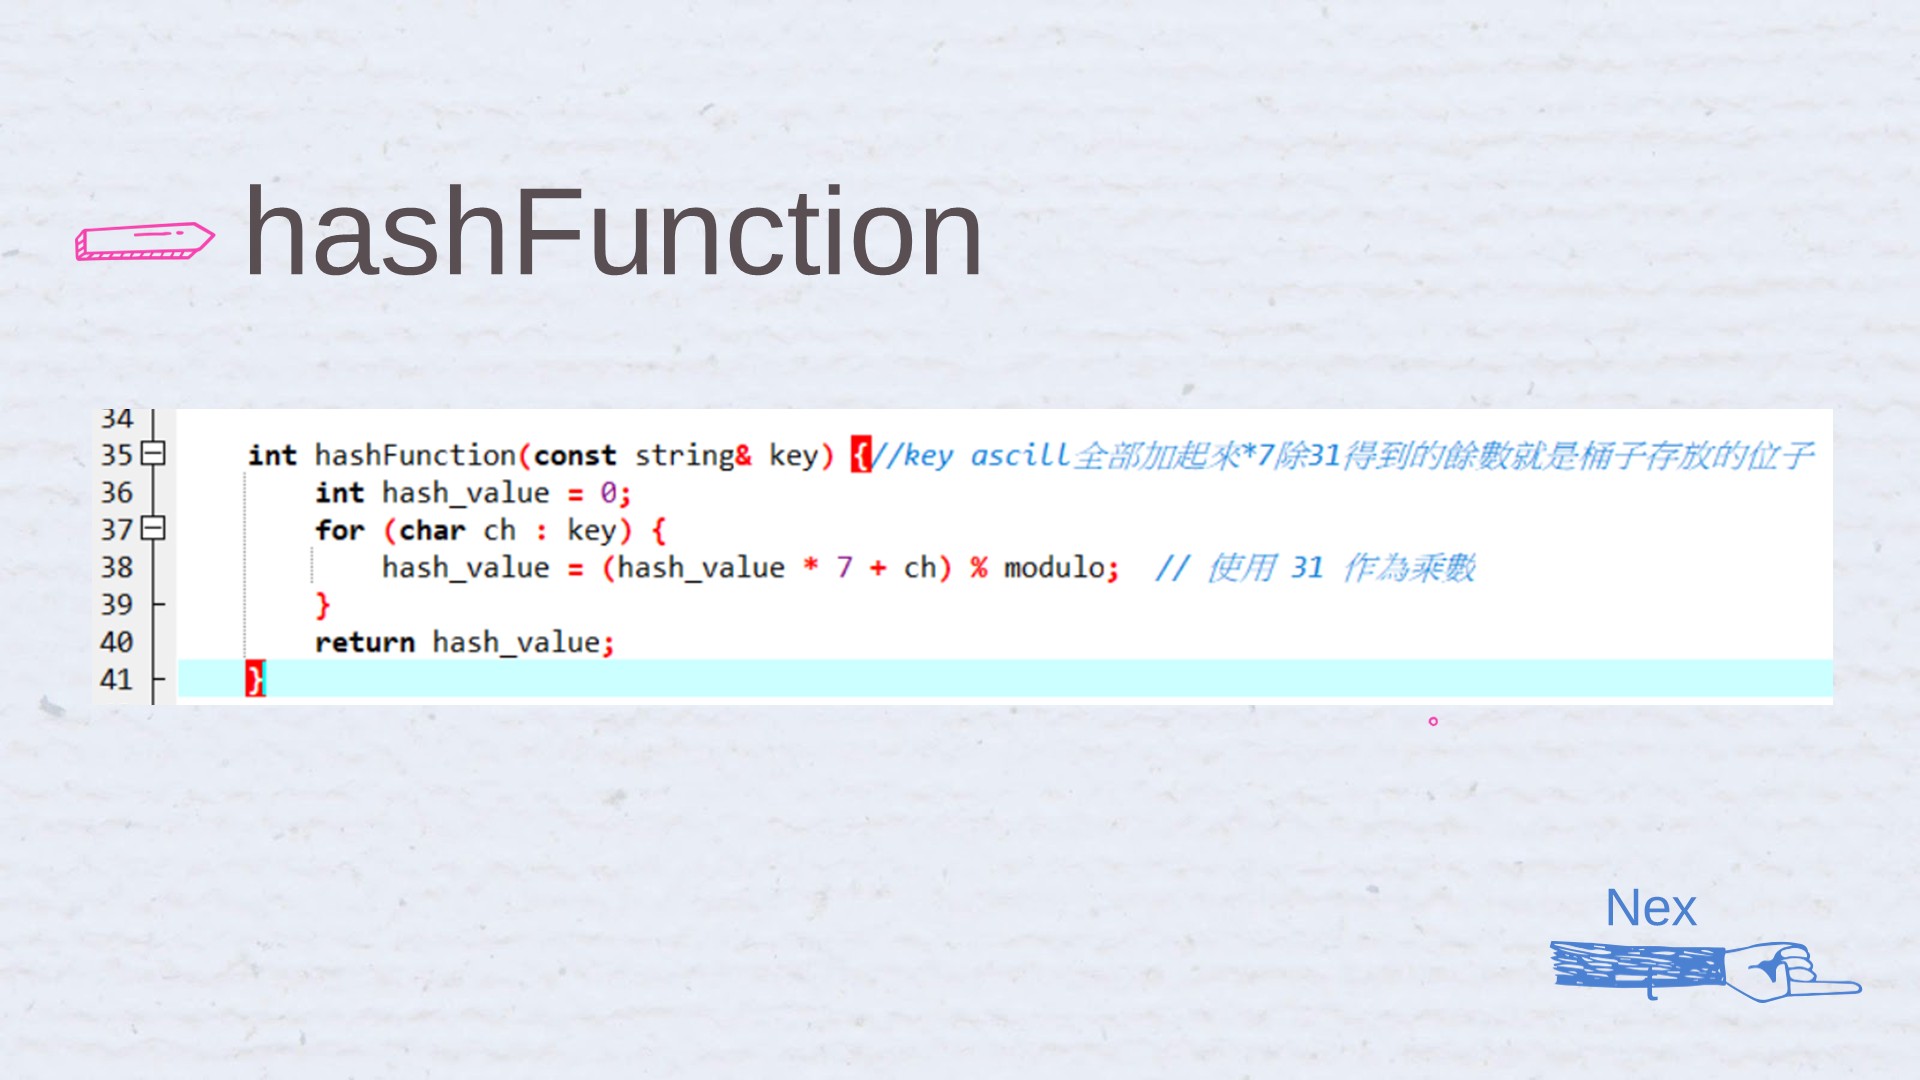 hashFunction
34
35 int hashFunction(const string& key) {//key ascill全部加起來*7除31得到的餘數就是桶子存放的位子
36 int hash_value = 0;
37 for (char ch : key) {
38 hash_value = (hash_value * 7 + ch) % modulo; // 使用 31 作為乘數
39 }
40 return hash_value;
41 }
Nex
t